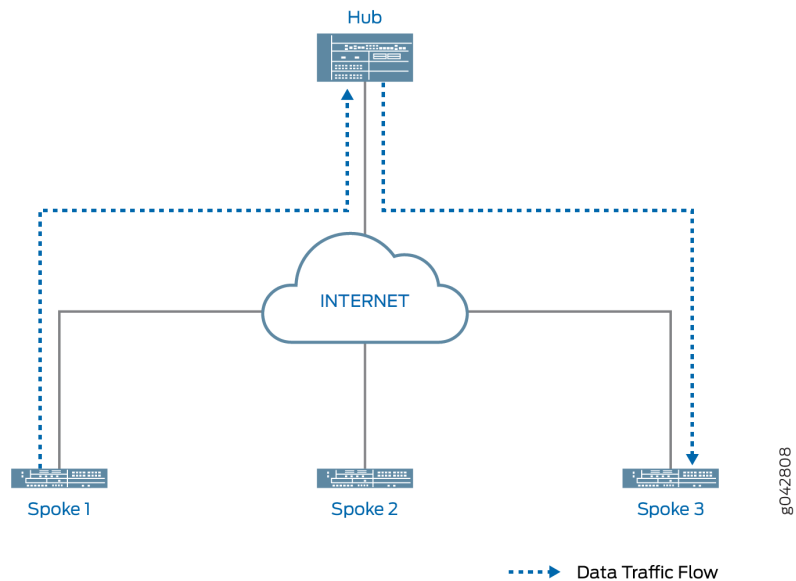 Hub
INTERNET
Spoke 1
Spoke 2
Spoke 3
g042808
Data Traffic Flow